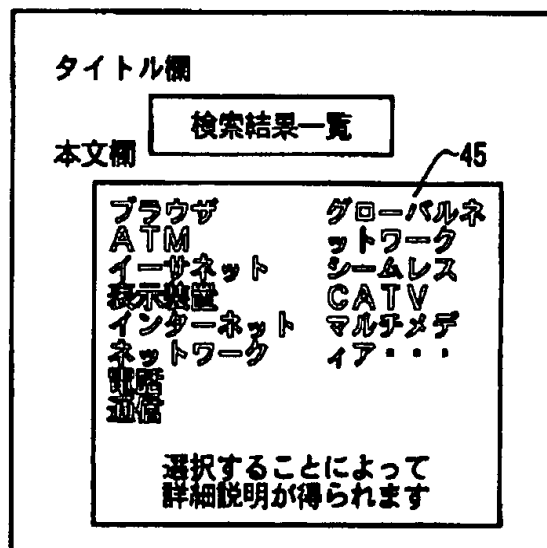 タイトル欄
検索結果一覧
本文欄
45
ブラウザ
ATM
イーサネット
表示装置
インターネット
ネットワーク
電話
通信
グローバルネ
ットワーク
シームレス
CATV
マルチメデ
ィア・・・
選択することによって
詳細説明が得られます